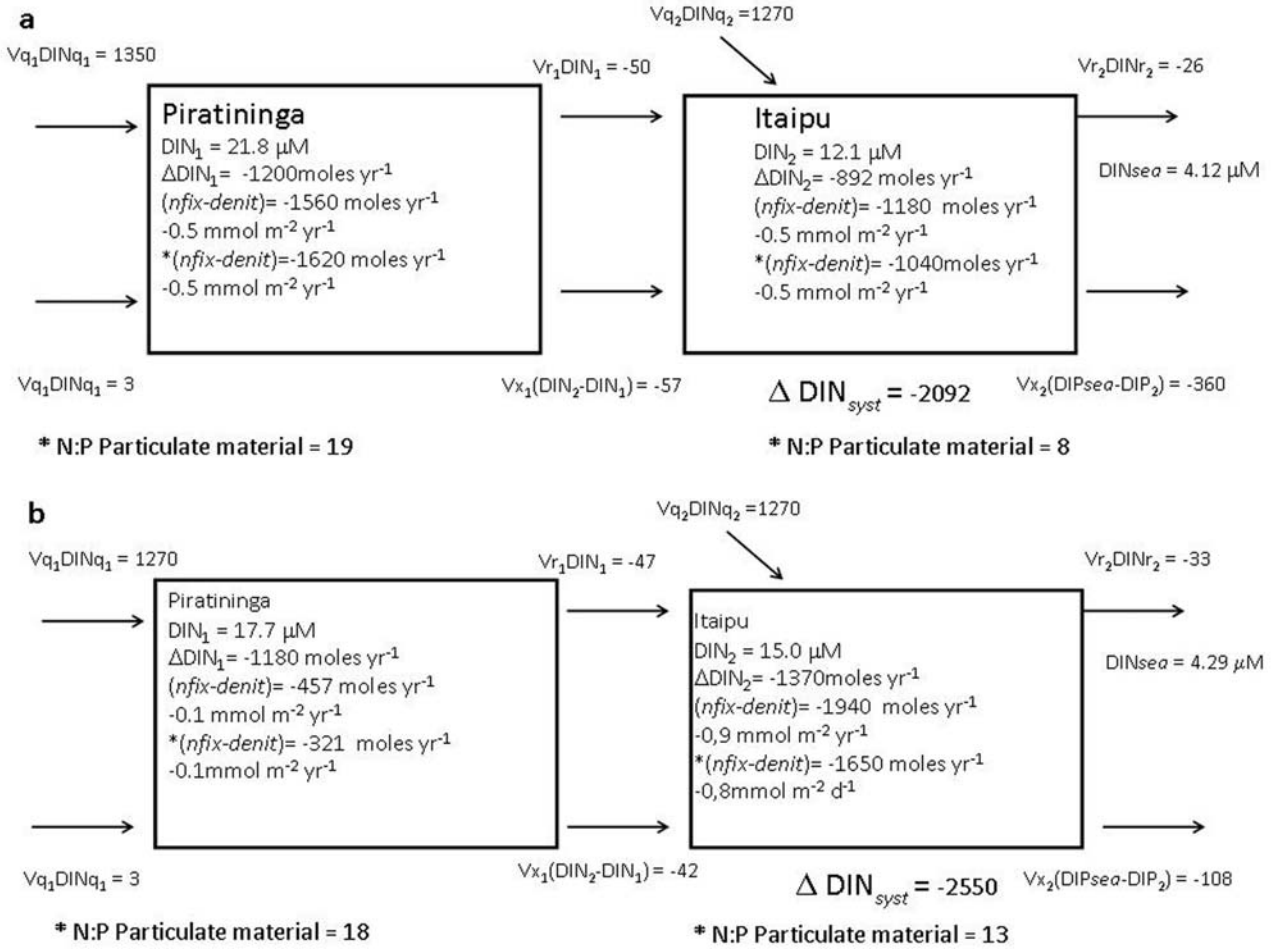 a
Vq₂DINq₂ =1270
Vq₁DINq₁ = 1350
Vr₁DIN₁ = -50
Vr₂DINr₂ = -26
Piratininga
DIN₁ = 21.8 µM
ΔDIN₁= -1200moles yr⁻¹
(nfix-denit)= -1560 moles yr⁻¹
-0.5 mmol m⁻² yr⁻¹
*(nfix-denit)=-1620 moles yr⁻¹
-0.5 mmol m⁻² yr⁻¹
Itaipu
DIN₂ = 12.1 µM
ΔDIN₂= -892 moles yr⁻¹
(nfix-denit)= -1180 moles yr⁻¹
-0.5 mmol m⁻² yr⁻¹
*(nfix-denit)= -1040moles yr⁻¹
-0.5 mmol m⁻² yr⁻¹
DINsea = 4.12 µM
Vq₁DINq₁ = 3
Vx₁(DIN₂-DIN₁) = -57
Δ DINsyst = -2092
Vx₂(DIPsea-DIP₂) = -360
* N:P Particulate material = 19
* N:P Particulate material = 8
b
Vq₂DINq₂ =1270
Vq₁DINq₁ = 1270
Vr₁DIN₁ = -47
Vr₂DINr₂ = -33
Piratininga
DIN₁ = 17.7 µM
ΔDIN₁= -1180 moles yr⁻¹
(nfix-denit)= -457 moles yr⁻¹
-0.1 mmol m⁻² yr⁻¹
*(nfix-denit)= -321 moles yr⁻¹
-0.1mmol m⁻² yr⁻¹
Itaipu
DIN₂ = 15.0 µM
ΔDIN₂= -1370moles yr⁻¹
(nfix-denit)= -1940 moles yr⁻¹
-0,9 mmol m⁻² yr⁻¹
*(nfix-denit)= -1650 moles yr⁻¹
-0,8mmol m⁻² d⁻¹
DINsea = 4.29 µM
Vq₁DINq₁ = 3
Vx₁(DIN₂-DIN₁) = -42
Δ DINsyst = -2550
Vx₂(DIPsea-DIP₂) = -108
* N:P Particulate material = 18
* N:P Particulate material = 13